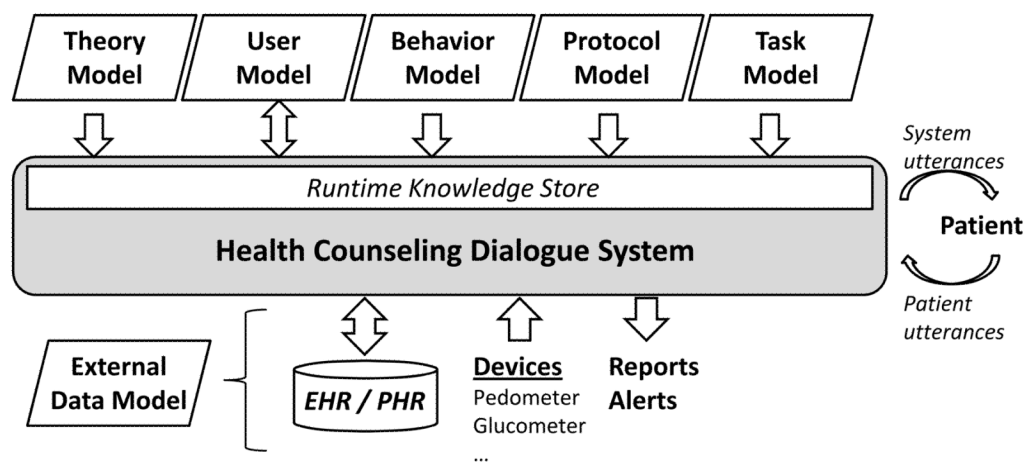 Theory
Model
User
Model
Behavior
Model
Protocol
Model
Task
Model
System
utterances
Runtime Knowledge Store
Patient
Health Counseling Dialogue System
Patient
utterances
External
Data Model
EHR / PHR
Devices
Pedometer
Glucometer
...
Reports
Alerts